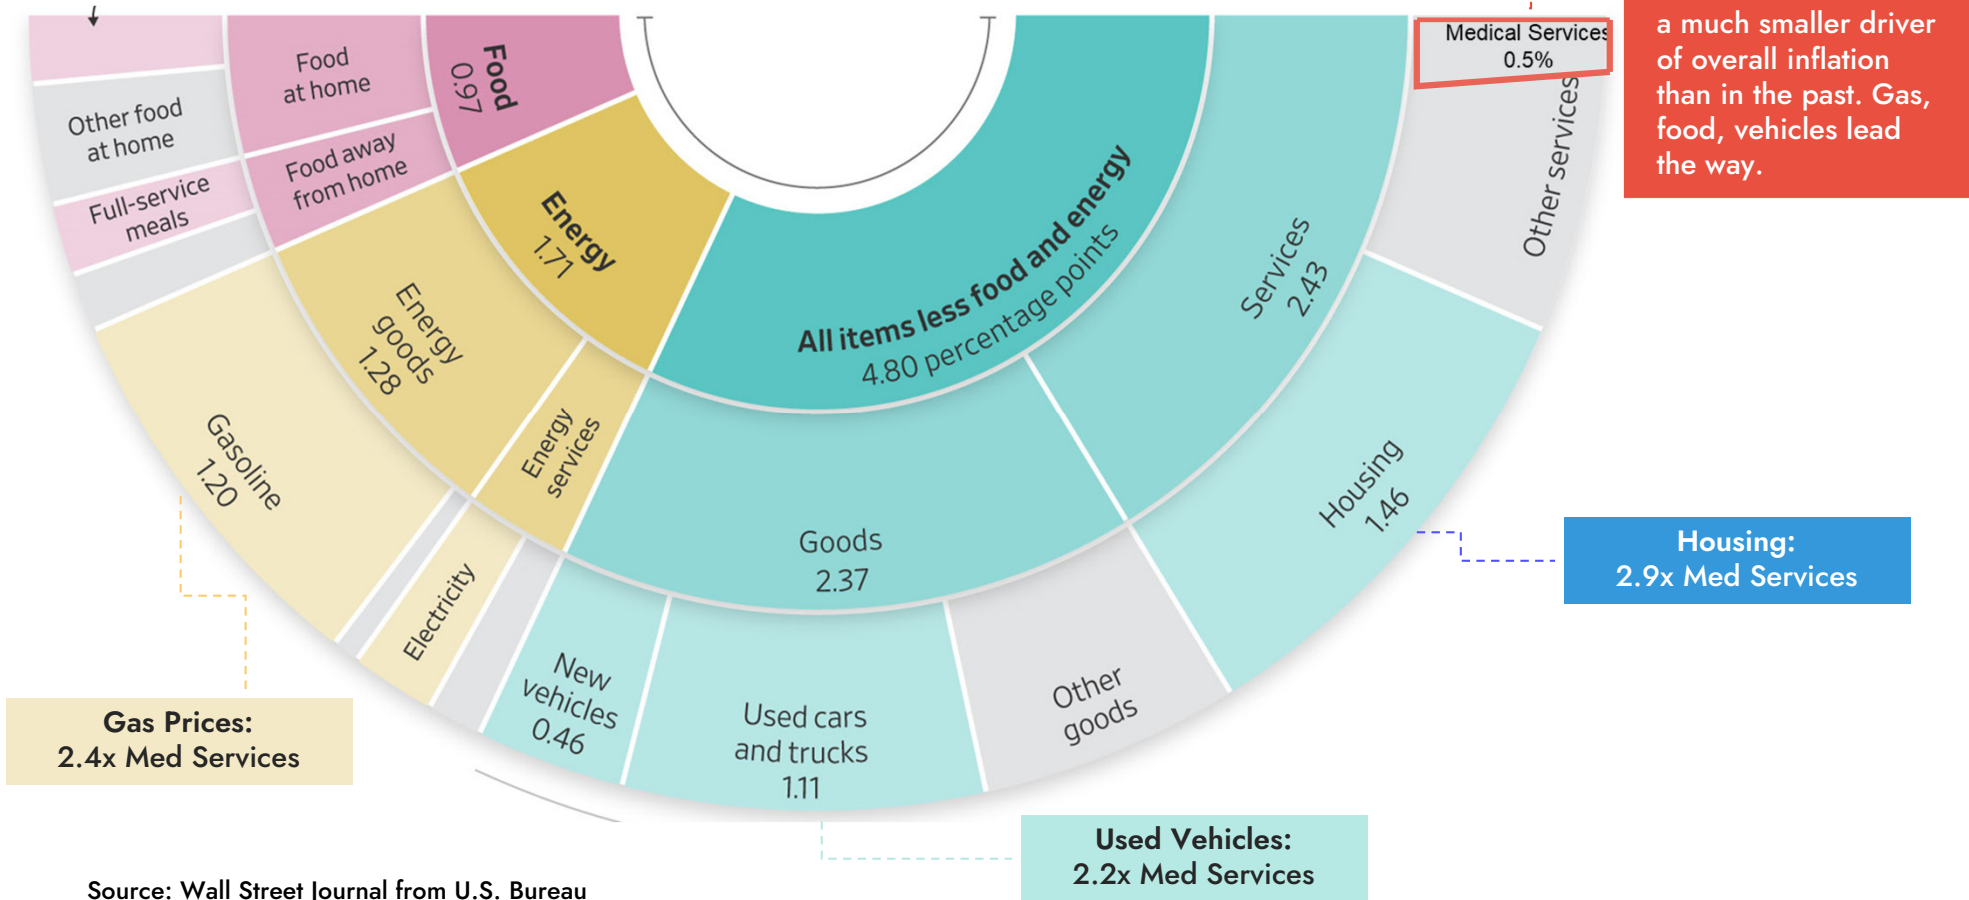 Food
0.97
Food
at home
Other food
at home
Food away
from home
Full-service
meals
Energy
1.71
Energy
goods
1.28
Energy
services
Gasoline
1.20
Electricity
All items less food and energy
4.80 percentage points
Services
2.43
Goods
2.37
Medical Services
0.5%
Other services
Housing
1.46
New
vehicles
0.46
Used cars
and trucks
1.11
Other
goods
a much smaller driver
of overall inflation
than in the past. Gas,
food, vehicles lead
the way.
Housing:
2.9x Med Services
Gas Prices:
2.4x Med Services
Used Vehicles:
2.2x Med Services
Source: Wall Street Journal from U.S. Bureau